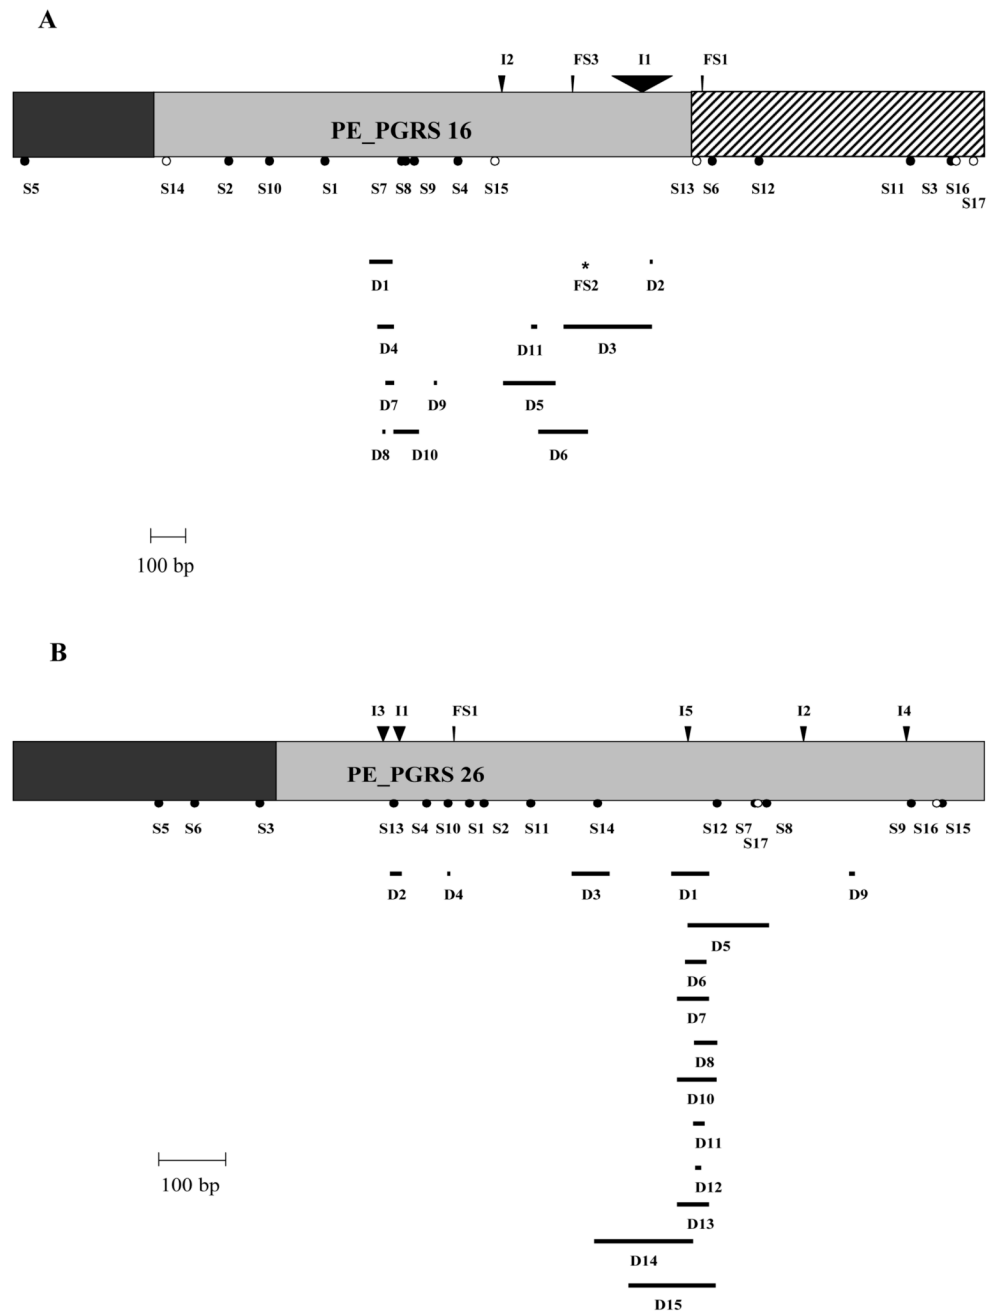 A
I2 FS3 I1 FS1
PE_PGRS 16
S5 S14 S2 S10 S1 S7 S8 S9 S4 S15 S13 S6 S12 S11 S3 S16
S17
*
D1 FS2 D2
D4 D11 D3
D7 D9 D5
D8 D10 D6
100 bp
B
I3 I1 FS1 I5 I2 I4
PE_PGRS 26
S5 S6 S3 S13 S4 S10 S1 S2 S11 S14 S12 S7 S8 S9 S16 S15
S17
D2 D4 D3 D1 D9
D5
D6
D7
D8
D10
D11
100 bp
D12
D13
D14
D15